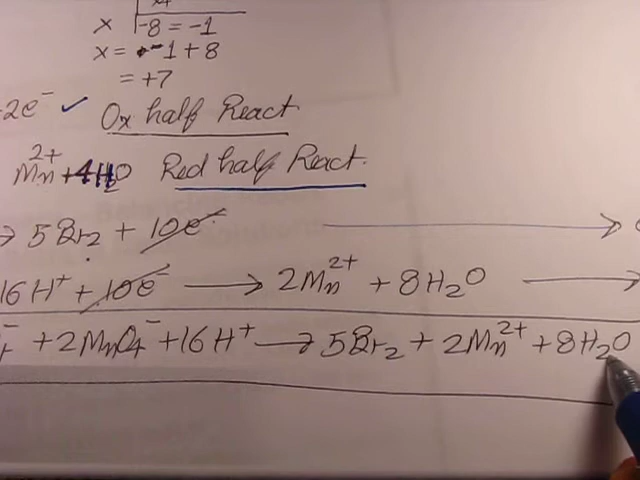 x - 8 = -1
x = -1 + 8
= +7
2e⁻ ✓ Ox half React
Mn²⁺ + 4H₂O Red half React.
→ 5Br₂ + 10e⁻ →
16H⁺ + 10e⁻ → 2Mn²⁺ + 8H₂O →
+ 2MnO₄⁻ + 16H⁺ → 5Br₂ + 2Mn²⁺ + 8H₂O